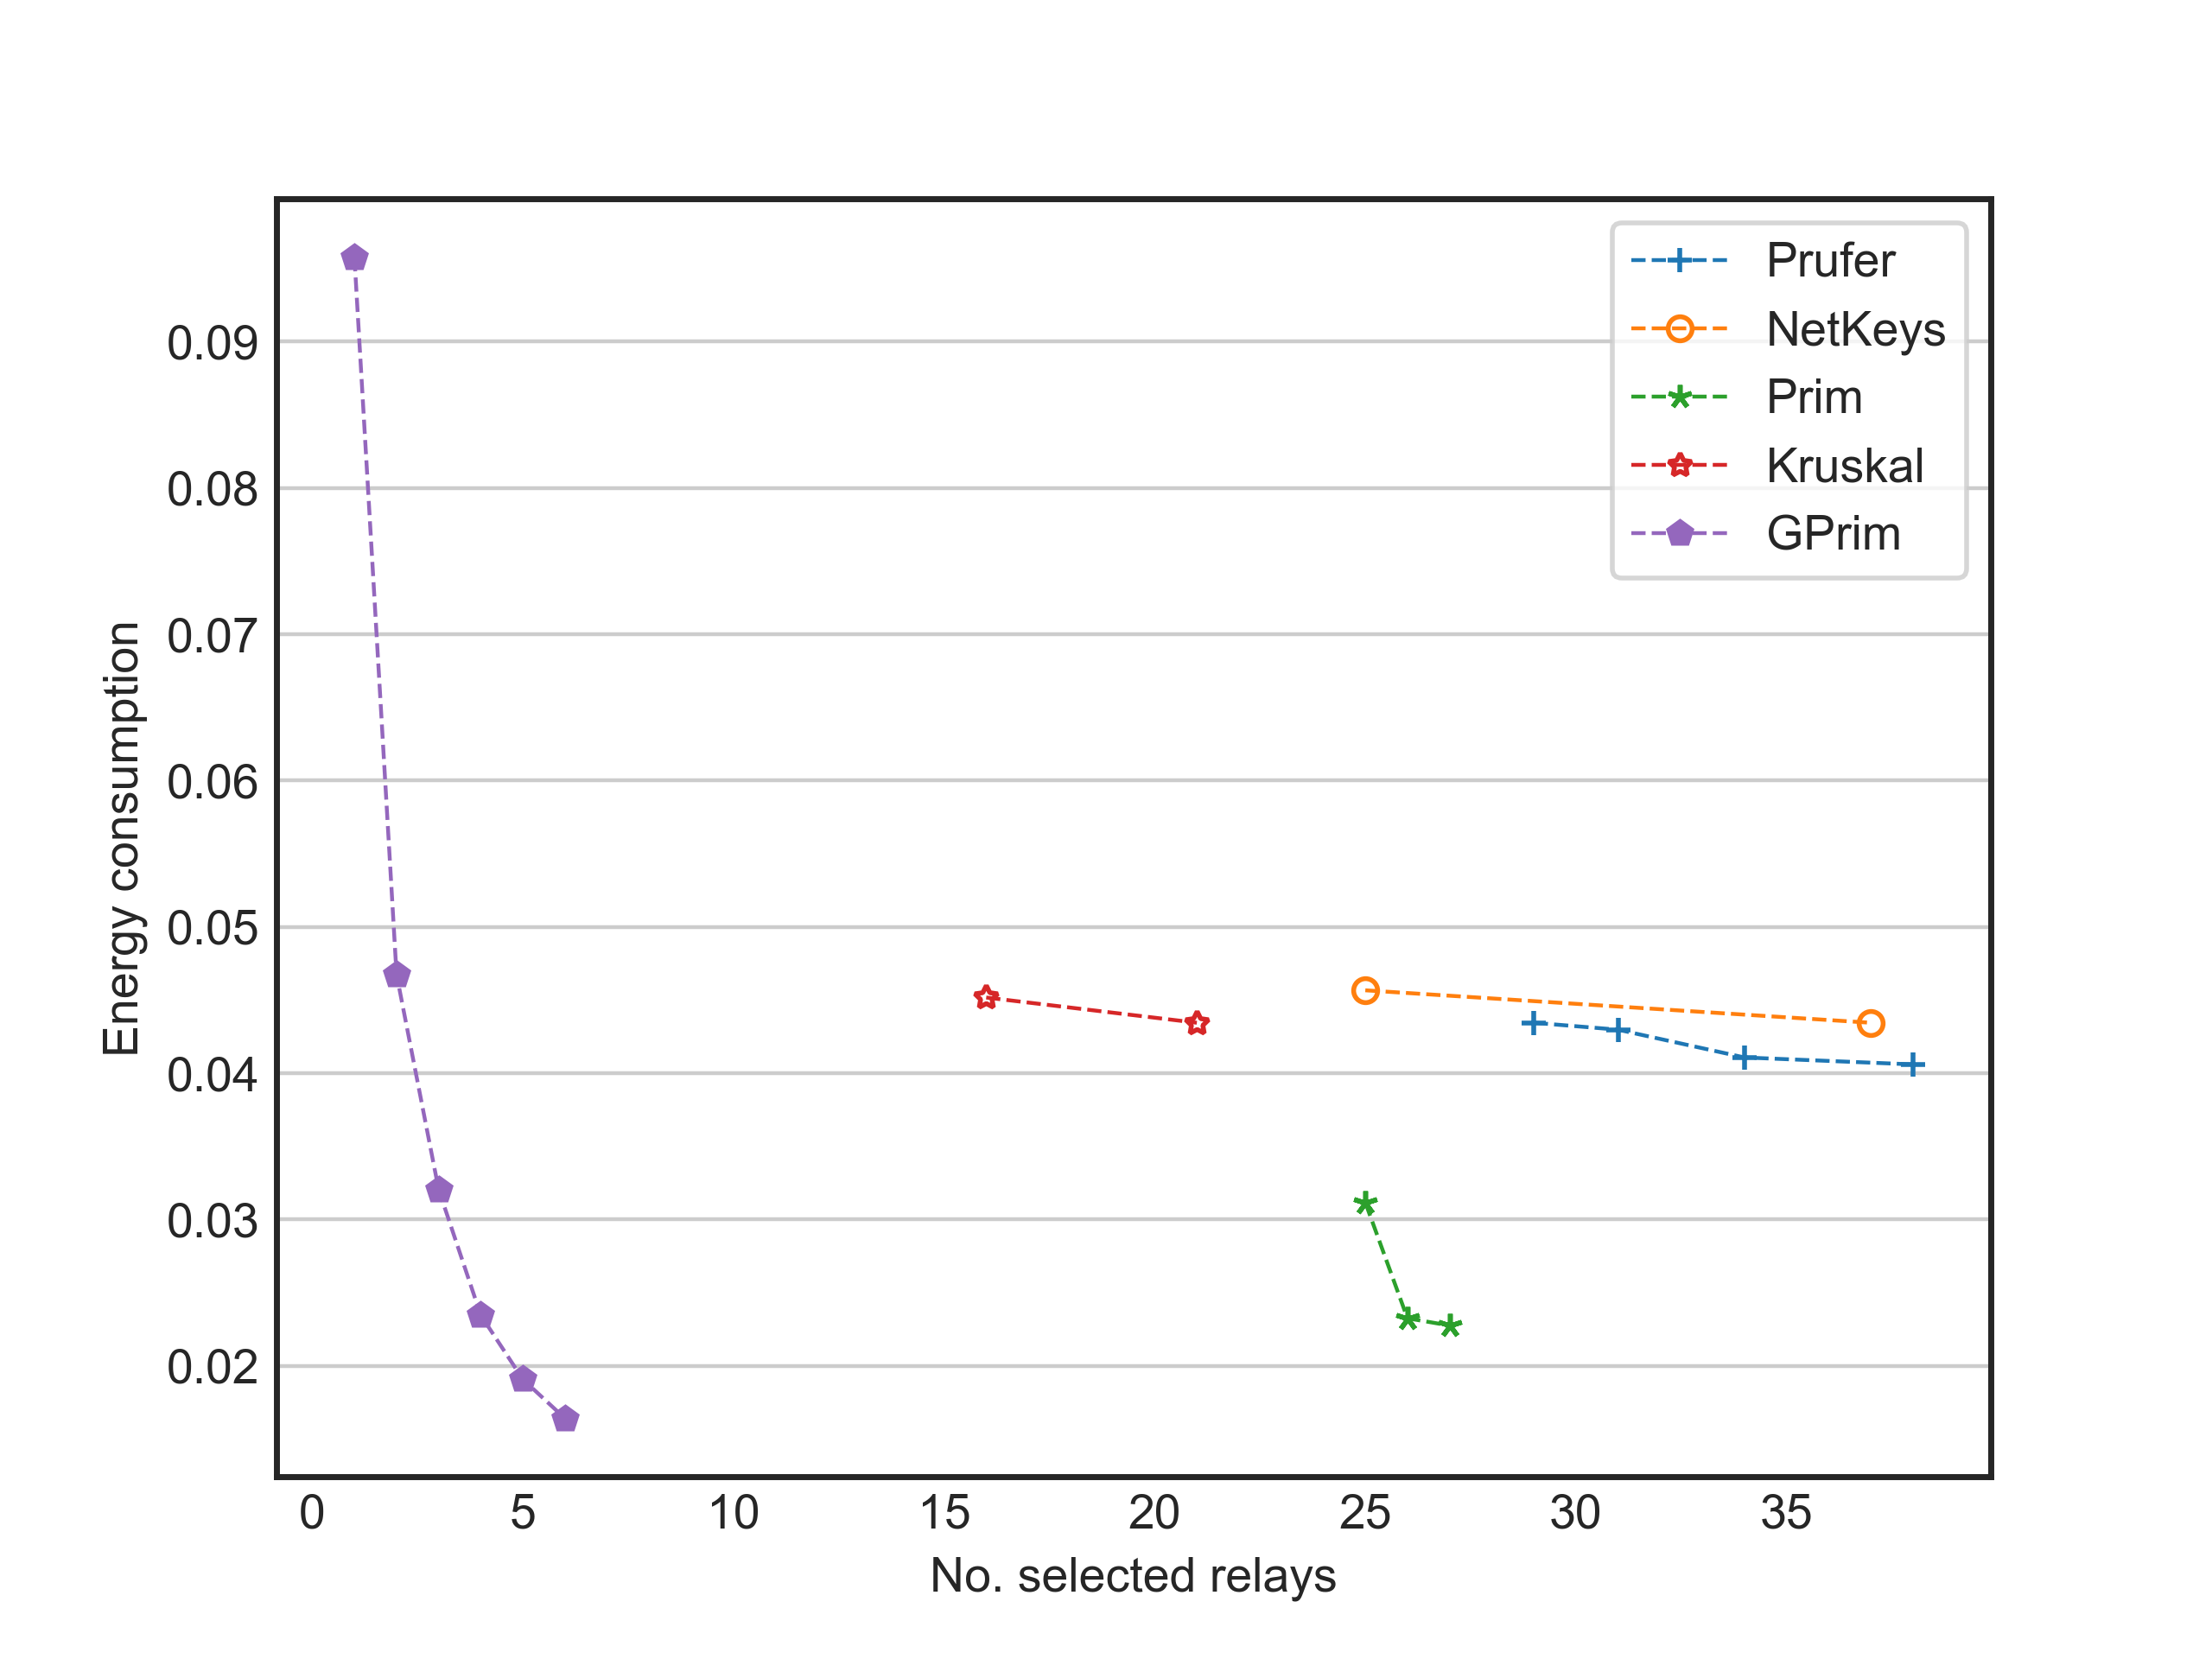 Prufer
NetKeys
Prim
Kruskal
GPrim
0.09
0.08
0.07
0.06
0.05
0.04
0.03
0.02
Energy consumption
0 5 10 15 20 25 30 35
No. selected relays